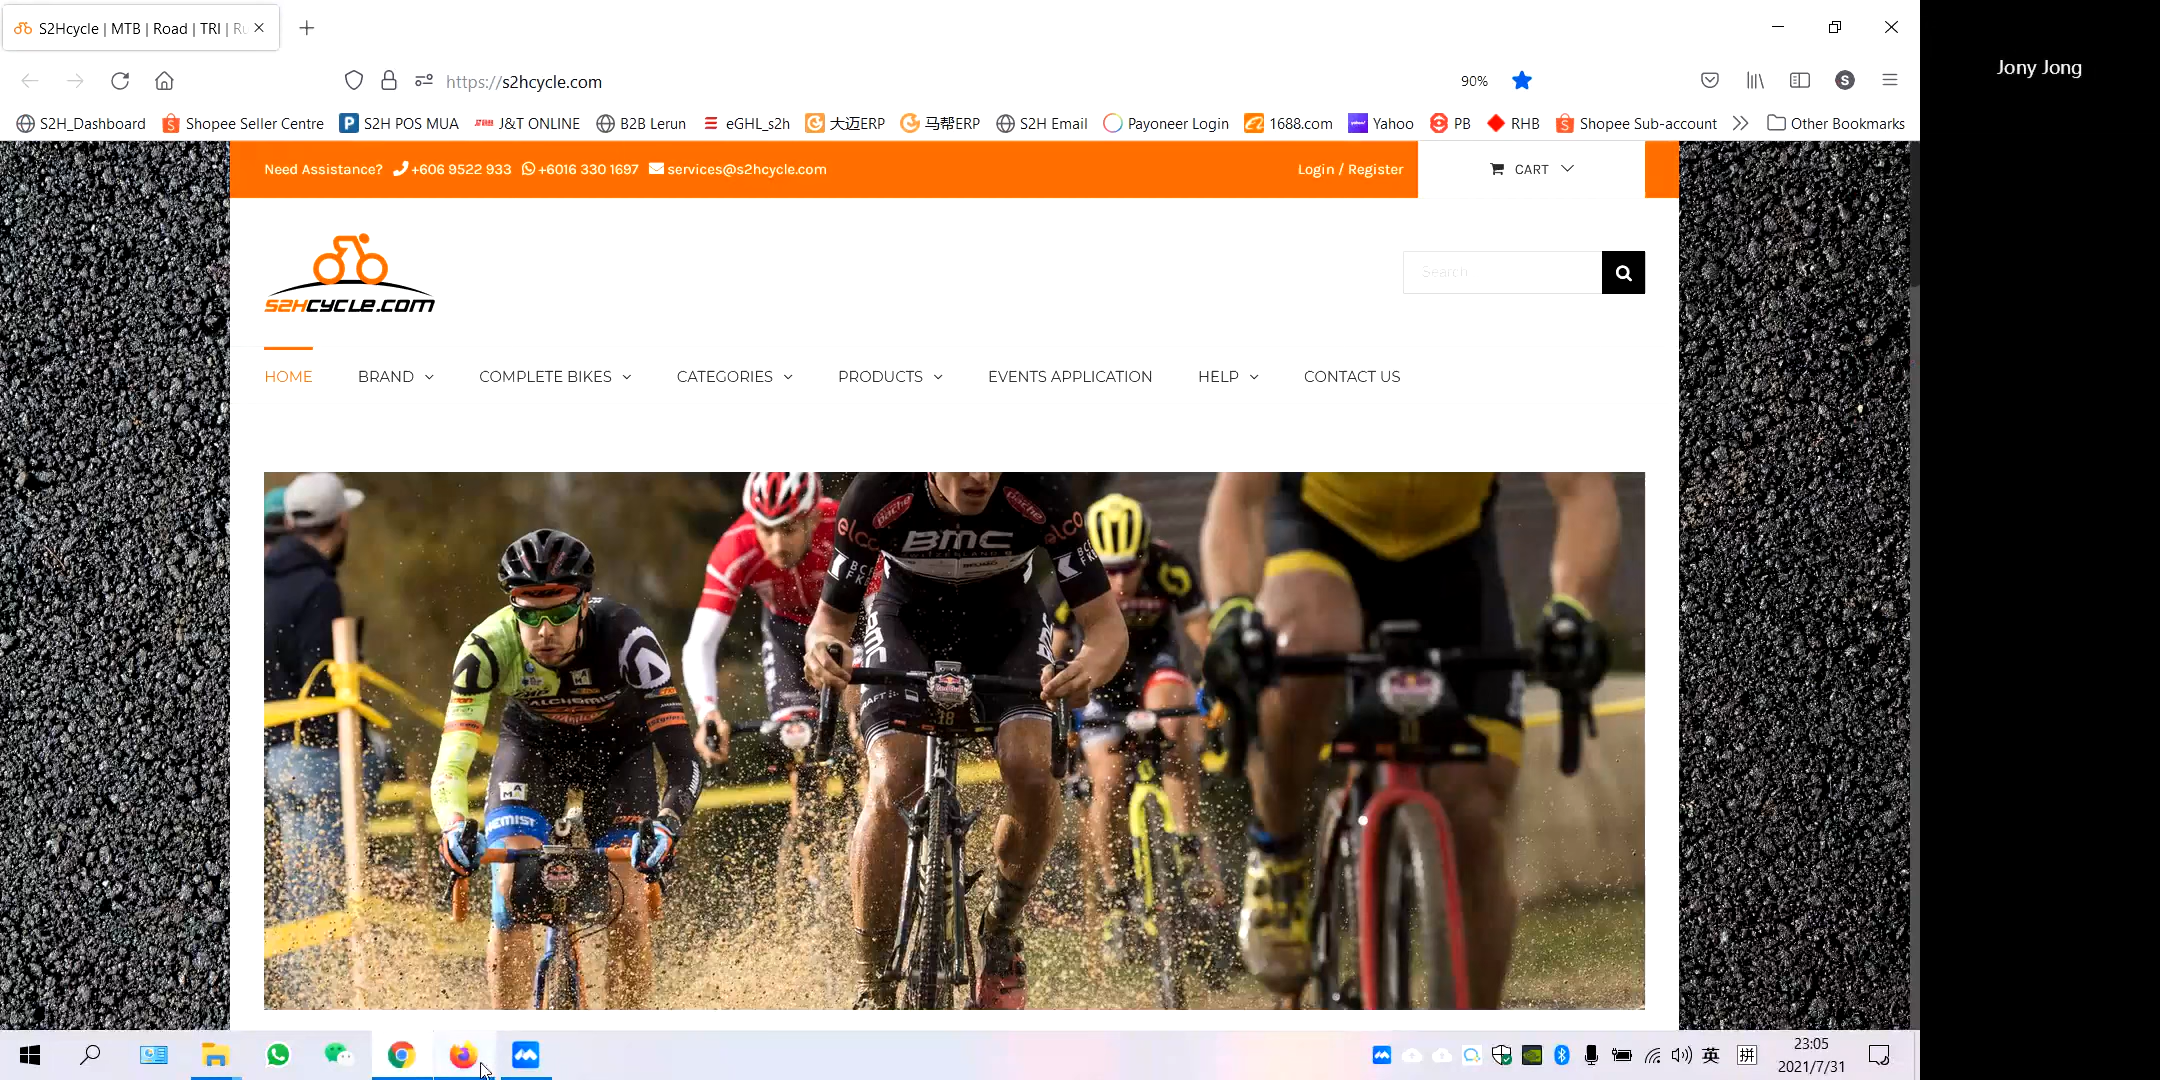 S2Hcycle | MTB | Road | TRI | Ru
Jony Jong
https://s2hcycle.com
90%
S
S2H_Dashboard
Shopee Seller Centre
S2H POS MUA
J&T ONLINE
B2B Lerun
eGHL_s2h
大迈ERP
马帮ERP
S2H Email
Payoneer Login
1688.com
Yahoo
PB
RHB
Shopee Sub-account
Other Bookmarks
Need Assistance? +606 9522 933 +6016 330 1697 services@s2hcycle.com
Login / Register
CART
S2HCYCLE.COM
Search
HOME
BRAND
COMPLETE BIKES
CATEGORIES
PRODUCTS
EVENTS APPLICATION
HELP
CONTACT US
BMC
elco
ALCHEMIST
bmc
18
英
拼
23:05
2021/7/31